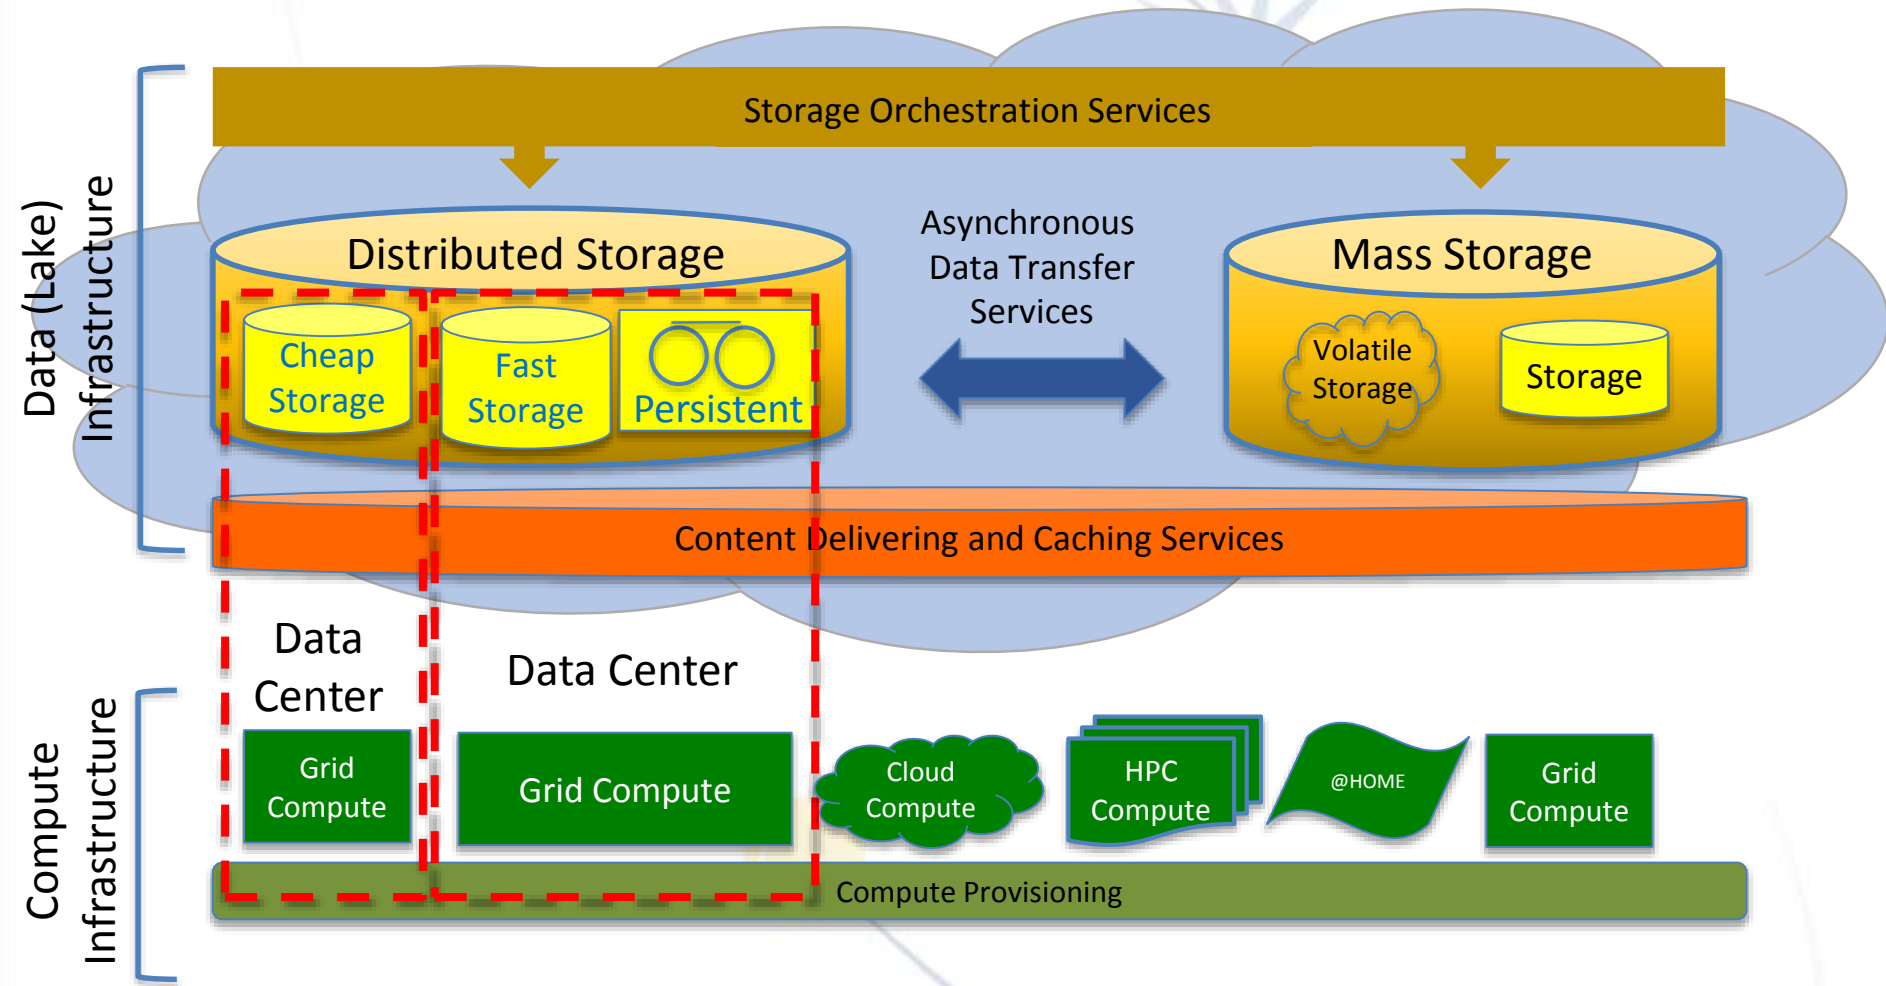 Storage Orchestration Services
Data (Lake)
Infrastructure
Distributed Storage
Asynchronous
Data Transfer
Services
Mass Storage
Cheap
Storage
Fast
Storage
Persistent
Volatile
Storage
Storage
Content Delivering and Caching Services
Data
Center
Data Center
Compute
Infrastructure
Grid
Compute
Grid Compute
Cloud
Compute
HPC
Compute
@HOME
Grid
Compute
Compute Provisioning